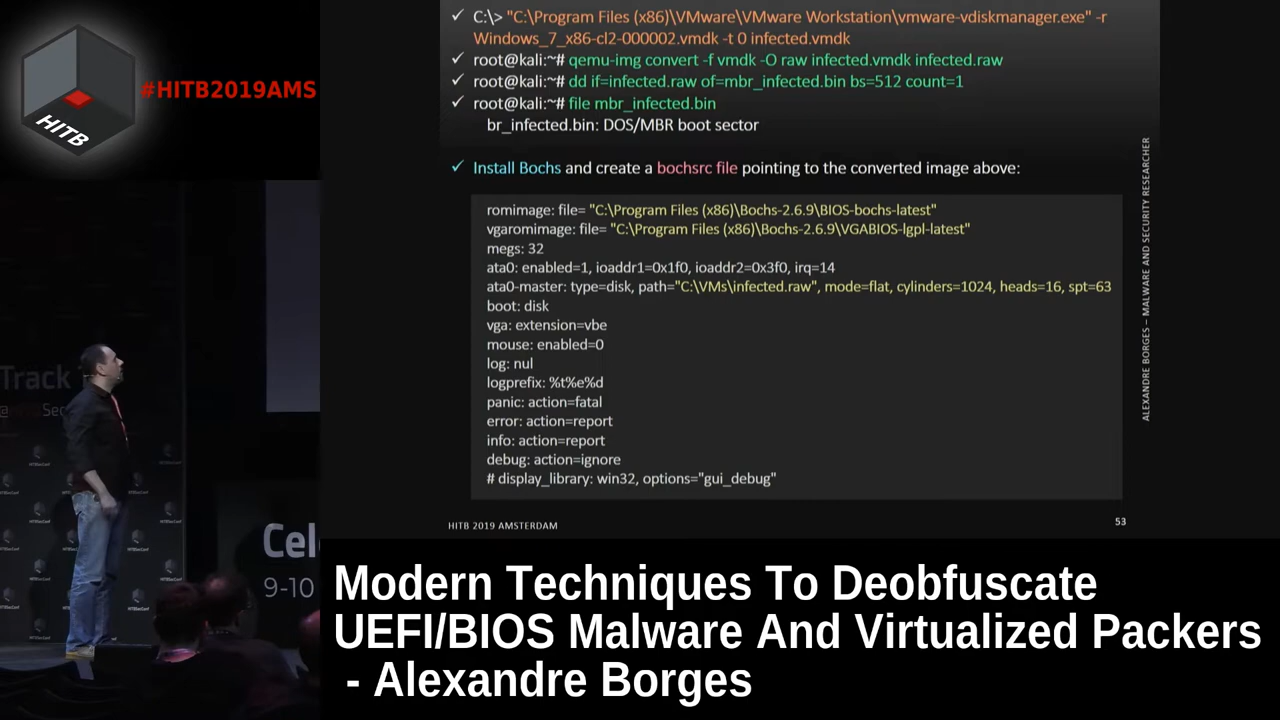 #HITB2019AMS
HITB
✓ C:\> "C:\Program Files (x86)\VMware\VMware Workstation\vmware-vdiskmanager.exe" -r
Windows_7_x86-cl2-000002.vmdk -t 0 infected.vmdk
✓ root@kali:~# qemu-img convert -f vmdk -O raw infected.vmdk infected.raw
✓ root@kali:~# dd if=infected.raw of=mbr_infected.bin bs=512 count=1
✓ root@kali:~# file mbr_infected.bin
br_infected.bin: DOS/MBR boot sector
✓ Install Bochs and create a bochsrc file pointing to the converted image above:
romimage: file= "C:\Program Files (x86)\Bochs-2.6.9\BIOS-bochs-latest"
vgaromimage: file= "C:\Program Files (x86)\Bochs-2.6.9\VGABIOS-lgpl-latest"
megs: 32
ata0: enabled=1, ioaddr1=0x1f0, ioaddr2=0x3f0, irq=14
ata0-master: type=disk, path="C:\VMs\infected.raw", mode=flat, cylinders=1024, heads=16, spt=63
boot: disk
vga: extension=vbe
mouse: enabled=0
log: nul
logprefix: %t%e%d
panic: action=fatal
error: action=report
info: action=report
debug: action=ignore
# display_library: win32, options="gui_debug"
ALEXANDRE BORGES – MALWARE AND SECURITY RESEARCHER
HITB 2019 AMSTERDAM
53
Track
Cel
9-10
Modern Techniques To Deobfuscate
UEFI/BIOS Malware And Virtualized Packers
- Alexandre Borges